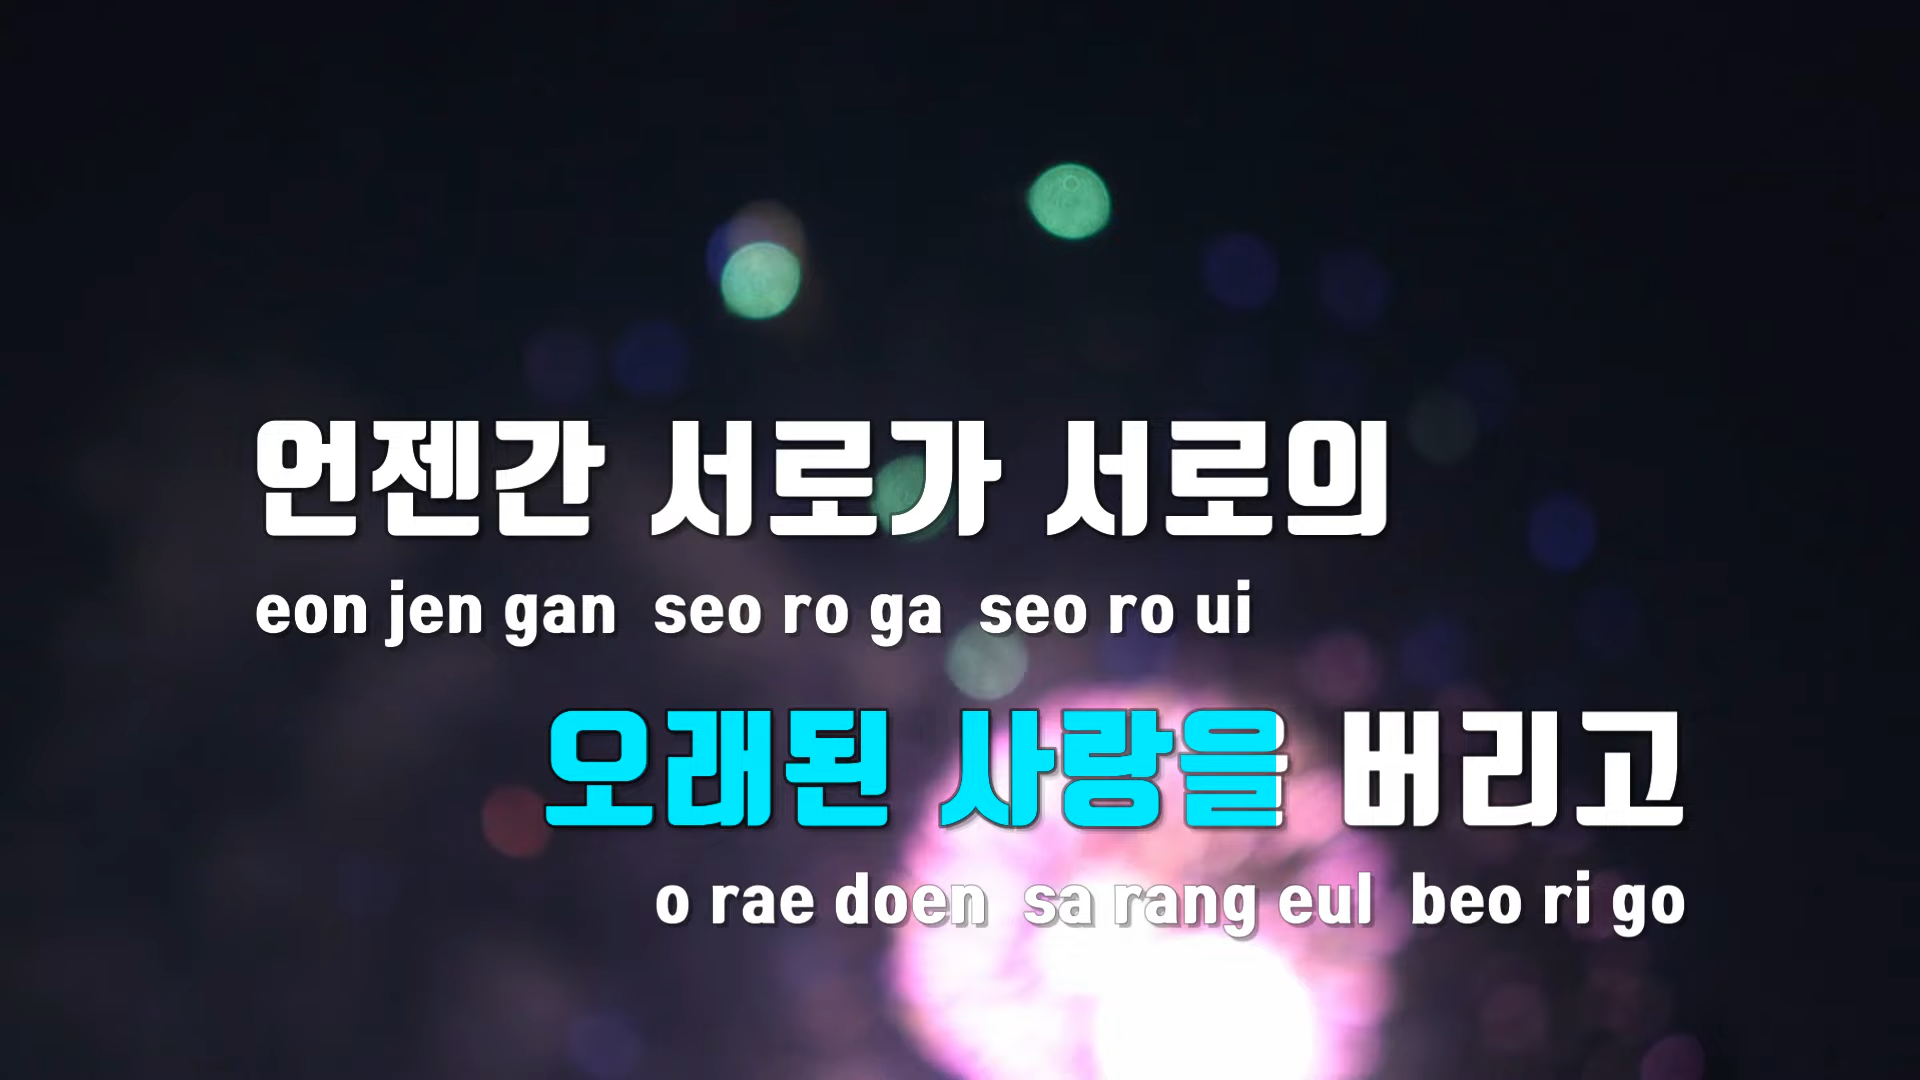 언젠간 서로가 서로의
eon jen gan seo ro ga seo ro ui
오래된 사랑을 버리고
o rae doen sa rang eul beo ri go